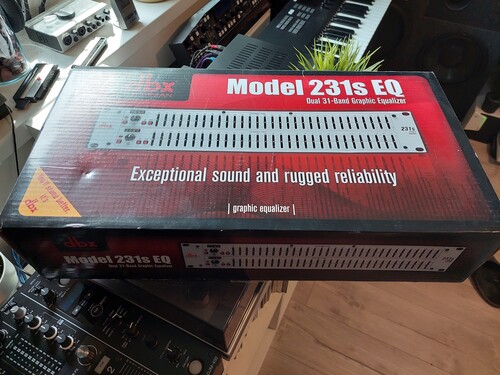 dbx
Model 231s EQ
Dual 31-Band Graphic Equalizer
231s
Exceptional sound and rugged reliability
| graphic equalizer |
dbx
dbx
Model 231s EQ
Dual 31-Band Graphic Equalizer